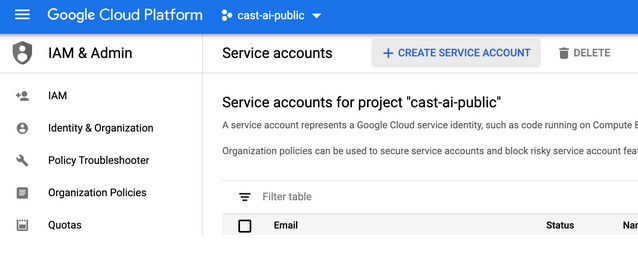 Google Cloud Platform cast-ai-public
IAM & Admin
Service accounts
CREATE SERVICE ACCOUNT
DELETE
IAM
Identity & Organization
Policy Troubleshooter
Organization Policies
Quotas
Service accounts for project "cast-ai-public"
A service account represents a Google Cloud service identity, such as code running on Compute
Organization policies can be used to secure service accounts and block risky service account
Filter table
Email Status